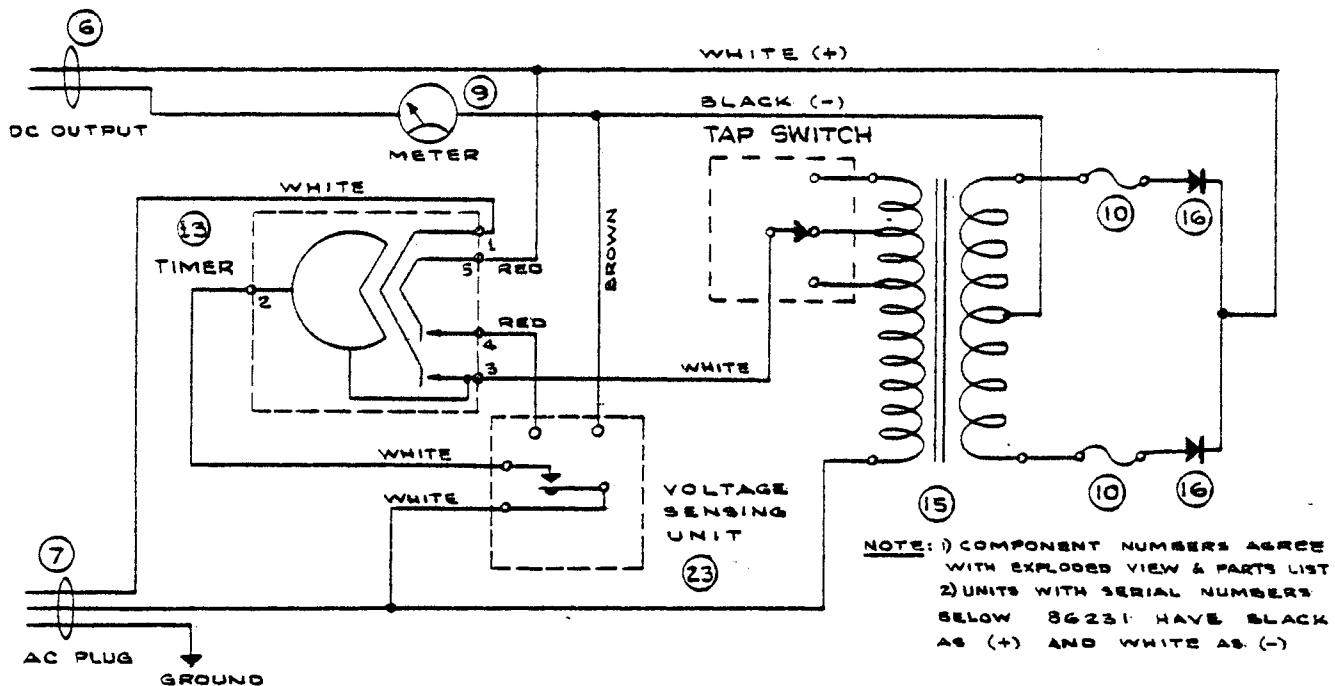 6
WHITE (+)
9
BLACK (-)
DC OUTPUT
TAP SWITCH
METER
WHITE
13
1
10
16
TIMER
5 RED
BROWN
2
RED
4
3
WHITE
WHITE
WHITE
VOLTAGE
SENSING
UNIT
15
10
16
7
23
NOTE: 1) COMPONENT NUMBERS AGREE
WITH EXPLODED VIEW & PARTS LIST
2) UNITS WITH SERIAL NUMBERS
BELOW 86231 HAVE BLACK
AS (+) AND WHITE AS (-)
AC PLUG
GROUND